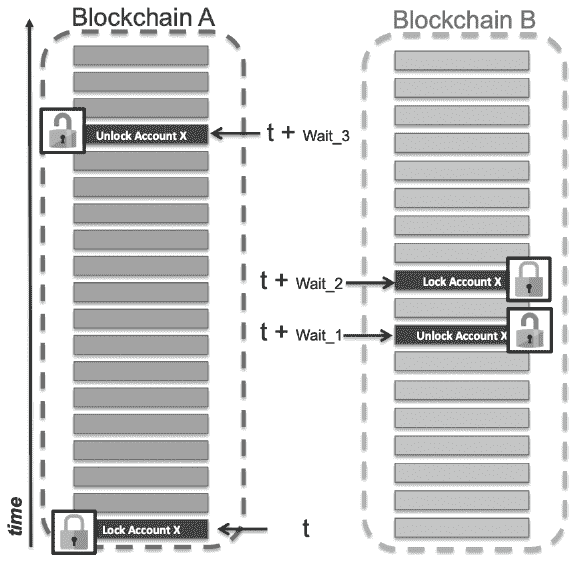 Blockchain A
Blockchain B
Unlock Account X
t + Wait_3
t + Wait_2
Lock Account X
t + Wait_1
Unlock Account X
time
Lock Account X
t